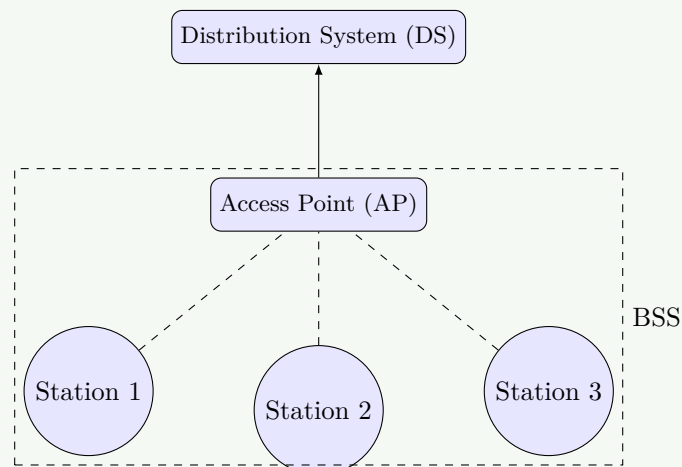 Distribution System (DS)
Access Point (AP)
BSS
Station 1
Station 2
Station 3